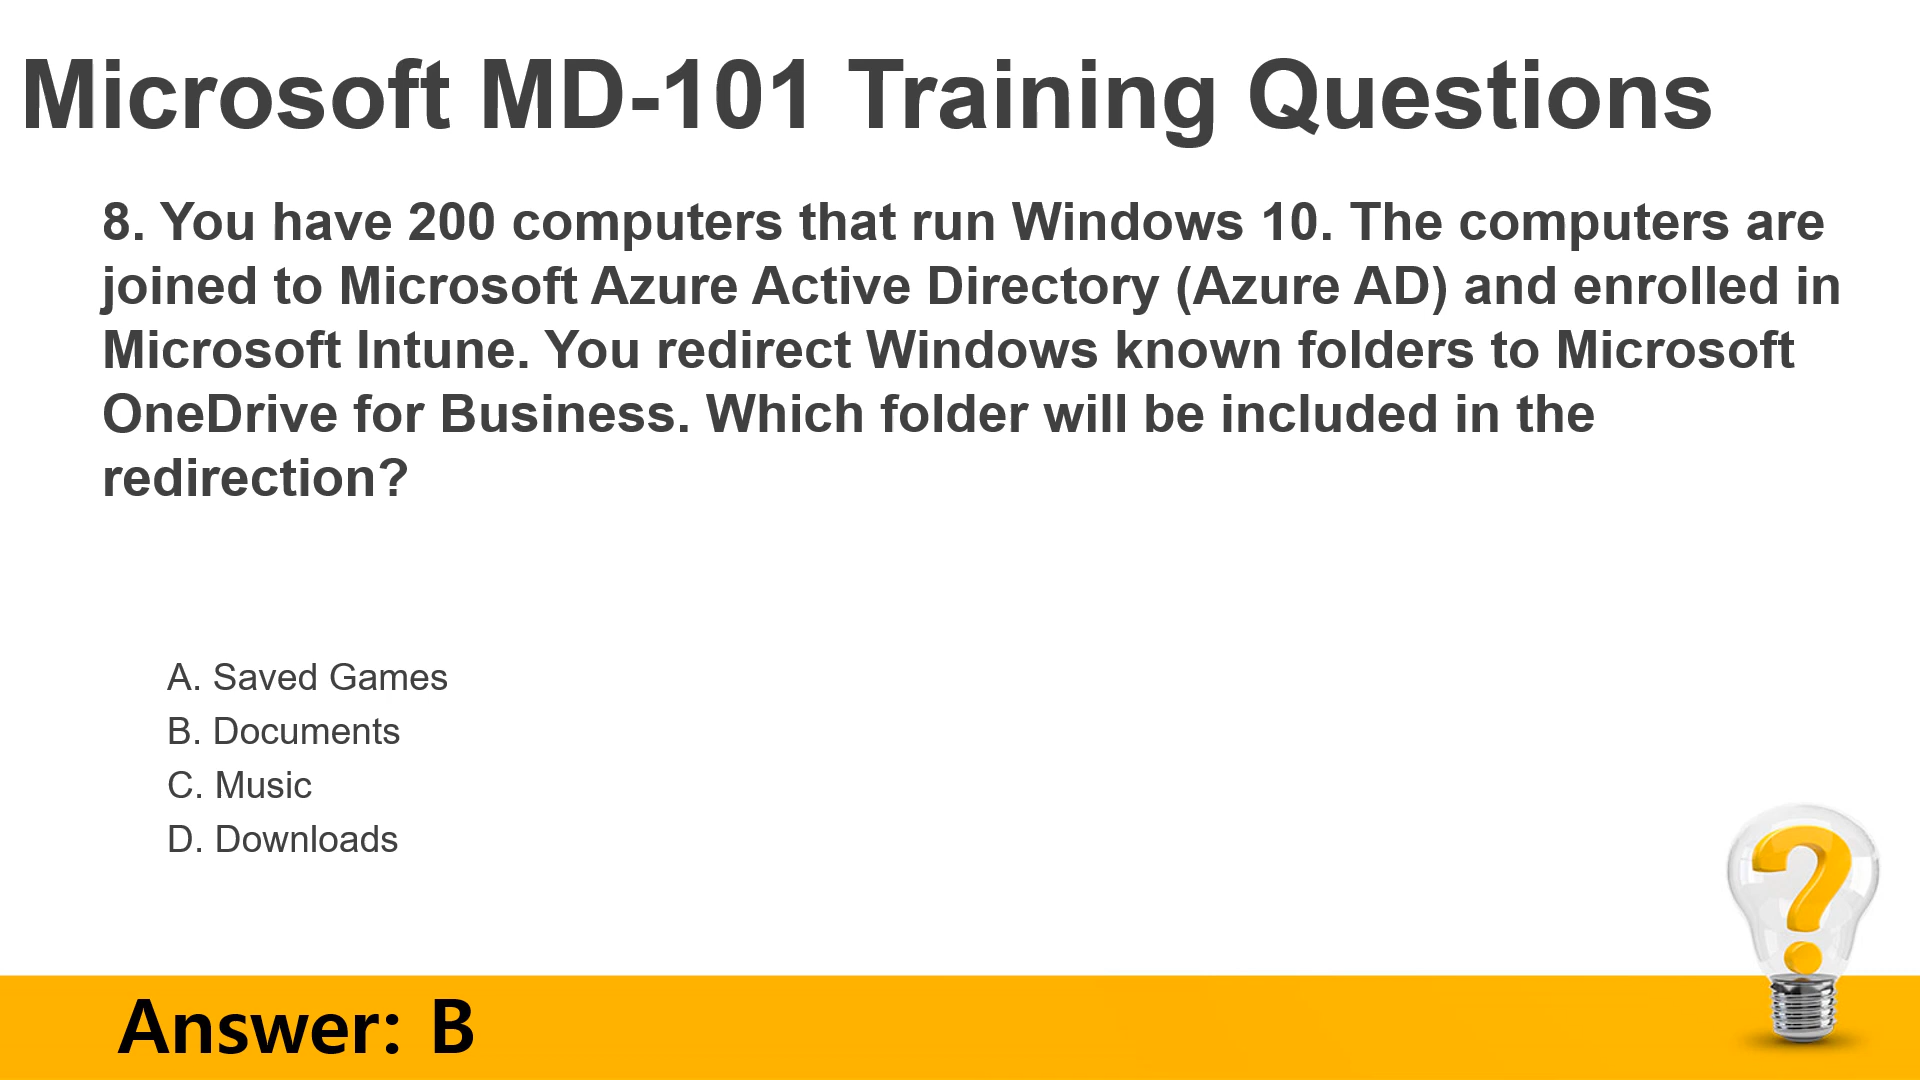 Microsoft MD-101 Training Questions
8. You have 200 computers that run Windows 10. The computers are
joined to Microsoft Azure Active Directory (Azure AD) and enrolled in
Microsoft Intune. You redirect Windows known folders to Microsoft
OneDrive for Business. Which folder will be included in the
redirection?
A. Saved Games
B. Documents
C. Music
D. Downloads
Answer: B